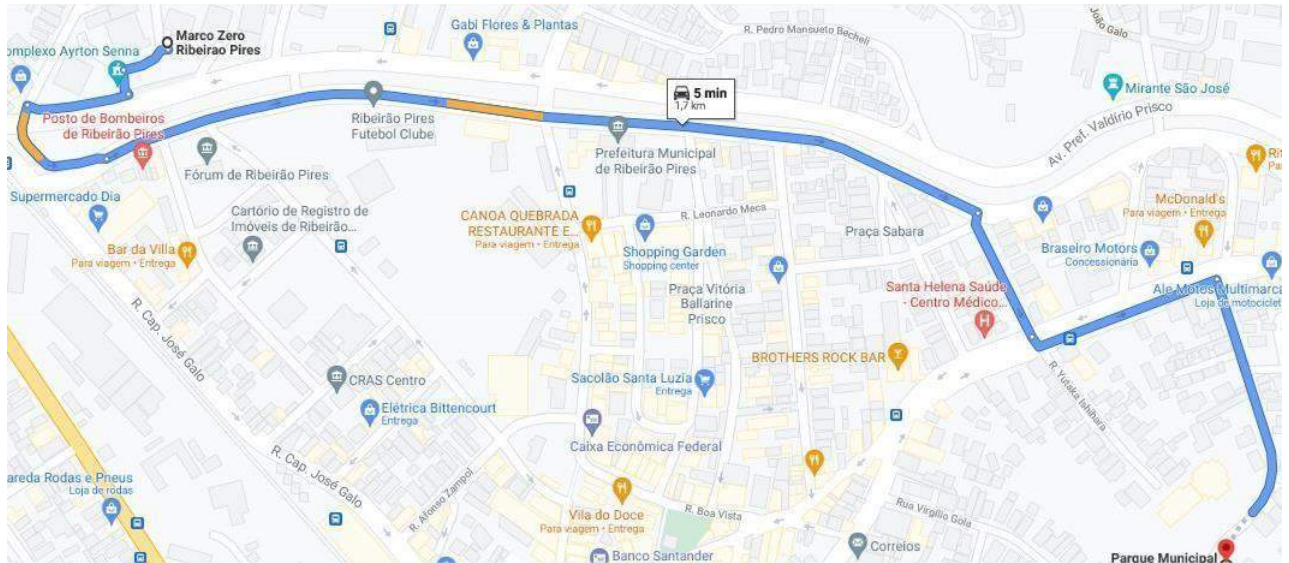 João Galo
Gabi Flores & Plantas
R. Pedro Mansueto Becheli
Marco Zero
Ribeirao Pires
omplexo Ayrton Senna
5 min
1,7 km
Mirante São José
Posto de Bombeiros
de Ribeirão Pires
Ribeirão Pires
Futebol Clube
Av. Pref. Valdírio Prisco
Prefeitura Municipal
de Ribeirão Pires
Fórum de Ribeirão Pires
Supermercado Dia
Cartório de Registro de
Imóveis de Ribeirão...
CANOA QUEBRADA
RESTAURANTE E...
Para viagem • Entrega
R. Leonardo Meca
Praça Sabara
McDonald's
Para viagem • Entrega
Bar da Villa
Para viagem • Entrega
Shopping Garden
Shopping center
Braseiro Motors
Concessionária
Praça Vitória
Ballarine
Prisco
Santa Helena Saúde
- Centro Médico...
Ale Motos Multimarca
Loja de motociclet
R. Cap. José Galo
BROTHERS ROCK BAR
R. Yutaka Ishihara
CRAS Centro
Sacolão Santa Luzia
Entrega
Elétrica Bittencourt
Entrega
Caixa Econômica Federal
R. Cap. José Galo
areda Rodas e Pneus
Loja de rodas
R. Afonso Zampol
Vila do Doce
Para viagem • Entrega
R. Boa Vista
Rua Virgílio Gola
Correios
Banco Santander
Parque Municipal